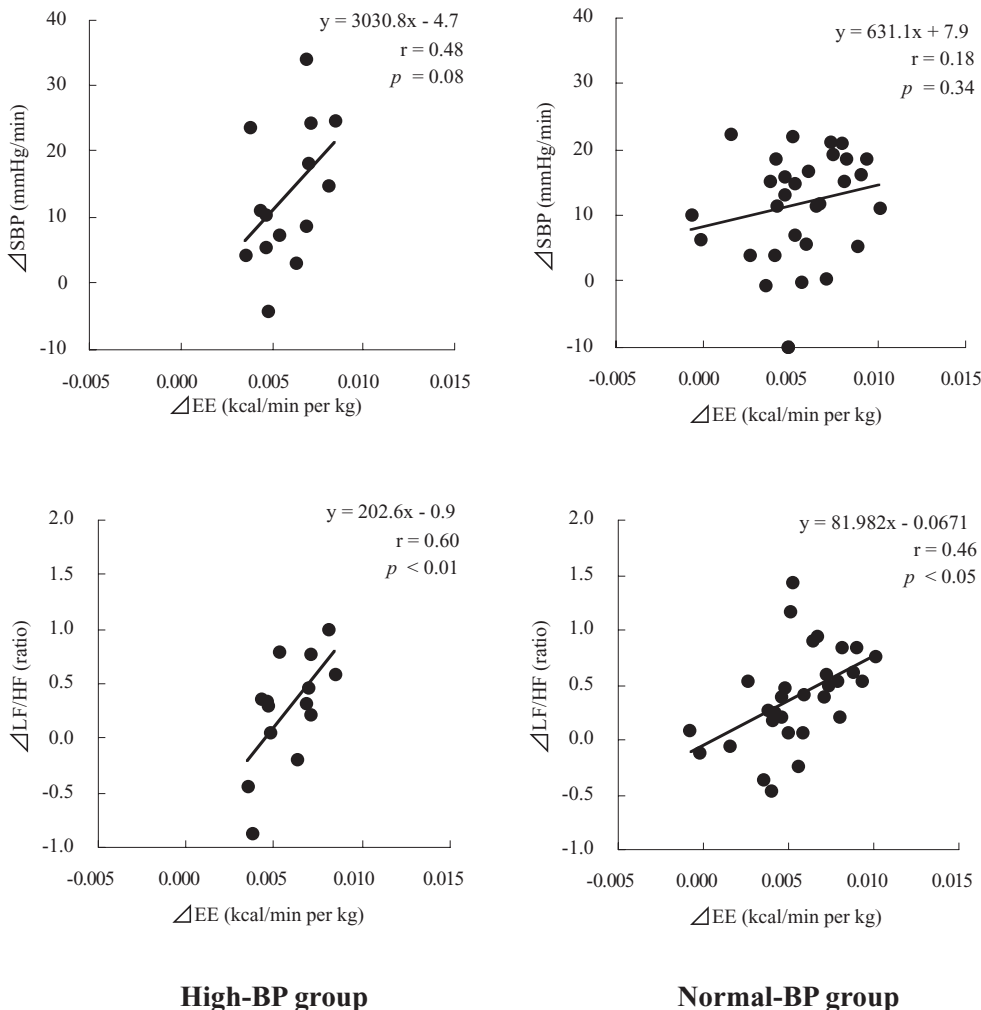 y = 3030.8x - 4.7
r = 0.48
p = 0.08
40
30
20
10
0
-10
⊿SBP (mmHg/min)
-0.005 0.000 0.005 0.010 0.015
⊿EE (kcal/min per kg)
y = 631.1x + 7.9
r = 0.18
p = 0.34
40
30
20
10
0
-10
⊿SBP (mmHg/min)
-0.005 0.000 0.005 0.010 0.015
⊿EE (kcal/min per kg)
y = 202.6x - 0.9
r = 0.60
p < 0.01
2.0
1.5
1.0
0.5
0.0
-0.5
-1.0
⊿LF/HF (ratio)
-0.005 0.000 0.005 0.010 0.015
⊿EE (kcal/min per kg)
y = 81.982x - 0.0671
r = 0.46
p < 0.05
2.0
1.5
1.0
0.5
0.0
-0.5
-1.0
⊿LF/HF (ratio)
-0.005 0.000 0.005 0.010 0.015
⊿EE (kcal/min per kg)
High-BP group
Normal-BP group